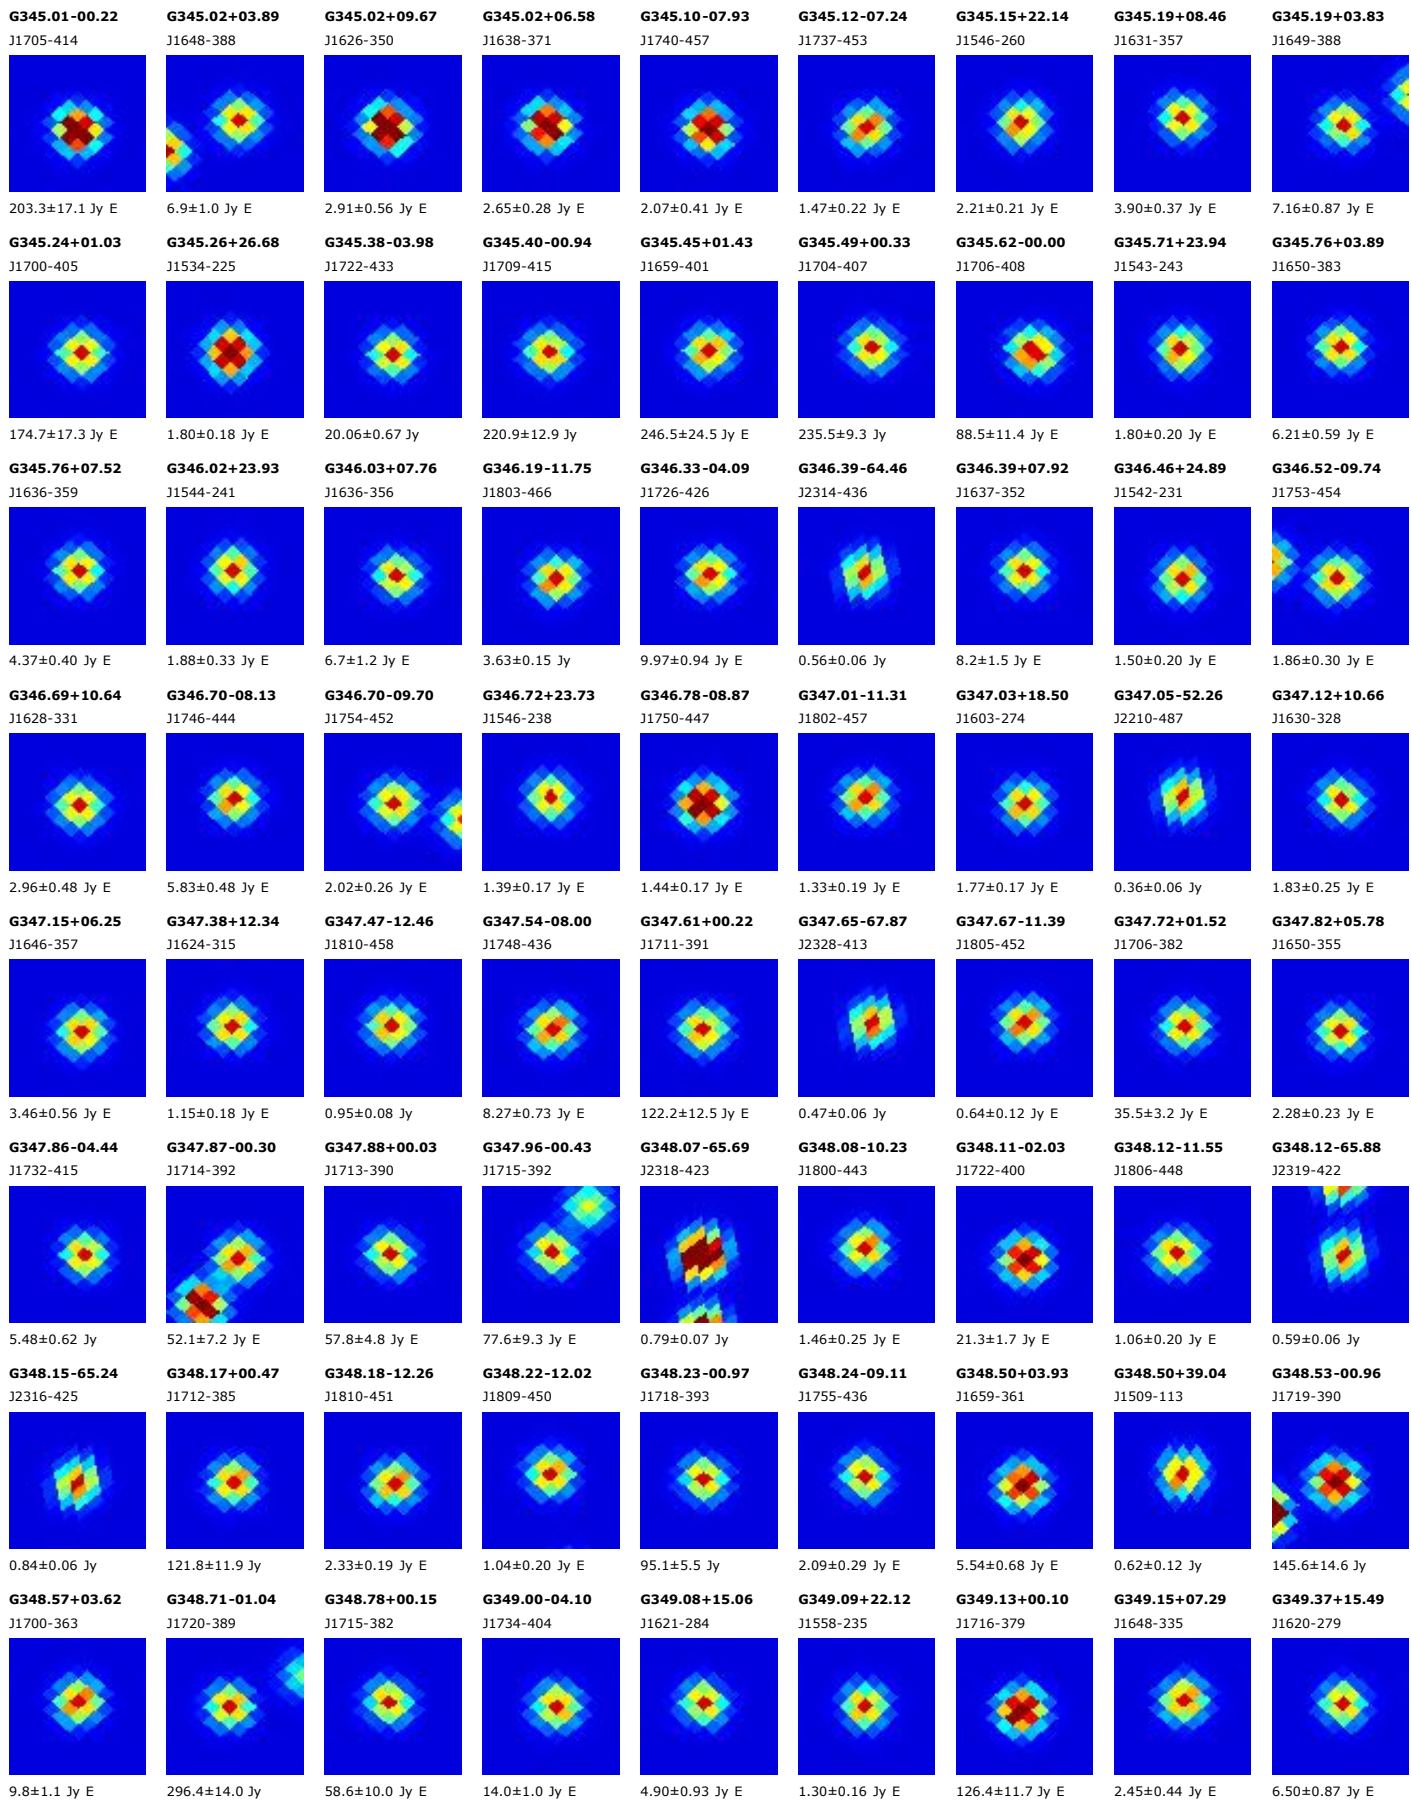 G345.01-00.22 G345.02+03.89 G345.02+09.67 G345.02+06.58 G345.10-07.93 G345.12-07.24 G345.15+22.14 G345.19+08.46 G345.19+03.83
J1705-414 J1648-388 J1626-350 J1638-371 J1740-457 J1737-453 J1546-260 J1631-357 J1649-388
203.3±17.1 Jy E 6.9±1.0 Jy E 2.91±0.56 Jy E 2.65±0.28 Jy E 2.07±0.41 Jy E 1.47±0.22 Jy E 2.21±0.21 Jy E 3.90±0.37 Jy E 7.16±0.87 Jy E
G345.24+01.03 G345.26+26.68 G345.38-03.98 G345.40-00.94 G345.45+01.43 G345.49+00.33 G345.62-00.00 G345.71+23.94 G345.76+03.89
J1700-405 J1534-225 J1722-433 J1709-415 J1659-401 J1704-407 J1706-408 J1543-243 J1650-383
174.7±17.3 Jy E 1.80±0.18 Jy E 20.06±0.67 Jy 220.9±12.9 Jy 246.5±24.5 Jy E 235.5±9.3 Jy 88.5±11.4 Jy E 1.80±0.20 Jy E 6.21±0.59 Jy E
G345.76+07.52 G346.02+23.93 G346.03+07.76 G346.19-11.75 G346.33-04.09 G346.39-64.46 G346.39+07.92 G346.46+24.89 G346.52-09.74
J1636-359 J1544-241 J1636-356 J1803-466 J1726-426 J2314-436 J1637-352 J1542-231 J1753-454
4.37±0.40 Jy E 1.88±0.33 Jy E 6.7±1.2 Jy E 3.63±0.15 Jy 9.97±0.94 Jy E 0.56±0.06 Jy 8.2±1.5 Jy E 1.50±0.20 Jy E 1.86±0.30 Jy E
G346.69+10.64 G346.70-08.13 G346.70-09.70 G346.72+23.73 G346.78-08.87 G347.01-11.31 G347.03+18.50 G347.05-52.26 G347.12+10.66
J1628-331 J1746-444 J1754-452 J1546-238 J1750-447 J1802-457 J1603-274 J2210-487 J1630-328
2.96±0.48 Jy E 5.83±0.48 Jy E 2.02±0.26 Jy E 1.39±0.17 Jy E 1.44±0.17 Jy E 1.33±0.19 Jy E 1.77±0.17 Jy E 0.36±0.06 Jy 1.83±0.25 Jy E
G347.15+06.25 G347.38+12.34 G347.47-12.46 G347.54-08.00 G347.61+00.22 G347.65-67.87 G347.67-11.39 G347.72+01.52 G347.82+05.78
J1646-357 J1624-315 J1810-458 J1748-436 J1711-391 J2328-413 J1805-452 J1706-382 J1650-355
3.46±0.56 Jy E 1.15±0.18 Jy E 0.95±0.08 Jy 8.27±0.73 Jy E 122.2±12.5 Jy E 0.47±0.06 Jy 0.64±0.12 Jy E 35.5±3.2 Jy E 2.28±0.23 Jy E
G347.86-04.44 G347.87-00.30 G347.88+00.03 G347.96-00.43 G348.07-65.69 G348.08-10.23 G348.11-02.03 G348.12-11.55 G348.12-65.88
J1732-415 J1714-392 J1713-390 J1715-392 J2318-423 J1800-443 J1722-400 J1806-448 J2319-422
5.48±0.62 Jy 52.1±7.2 Jy E 57.8±4.8 Jy E 77.6±9.3 Jy E 0.79±0.07 Jy 1.46±0.25 Jy E 21.3±1.7 Jy E 1.06±0.20 Jy E 0.59±0.06 Jy
G348.15-65.24 G348.17+00.47 G348.18-12.26 G348.22-12.02 G348.23-00.97 G348.24-09.11 G348.50+03.93 G348.50+39.04 G348.53-00.96
J2316-425 J1712-385 J1810-451 J1809-450 J1718-393 J1755-436 J1659-361 J1509-113 J1719-390
0.84±0.06 Jy 121.8±11.9 Jy 2.33±0.19 Jy E 1.04±0.20 Jy E 95.1±5.5 Jy 2.09±0.29 Jy E 5.54±0.68 Jy E 0.62±0.12 Jy 145.6±14.6 Jy
G348.57+03.62 G348.71-01.04 G348.78+00.15 G349.00-04.10 G349.08+15.06 G349.09+22.12 G349.13+00.10 G349.15+07.29 G349.37+15.49
J1700-363 J1720-389 J1715-382 J1734-404 J1621-284 J1558-235 J1716-379 J1648-335 J1620-279
9.8±1.1 Jy E 296.4±14.0 Jy 58.6±10.0 Jy E 14.0±1.0 Jy E 4.90±0.93 Jy E 1.30±0.16 Jy E 126.4±11.7 Jy E 2.45±0.44 Jy E 6.50±0.87 Jy E